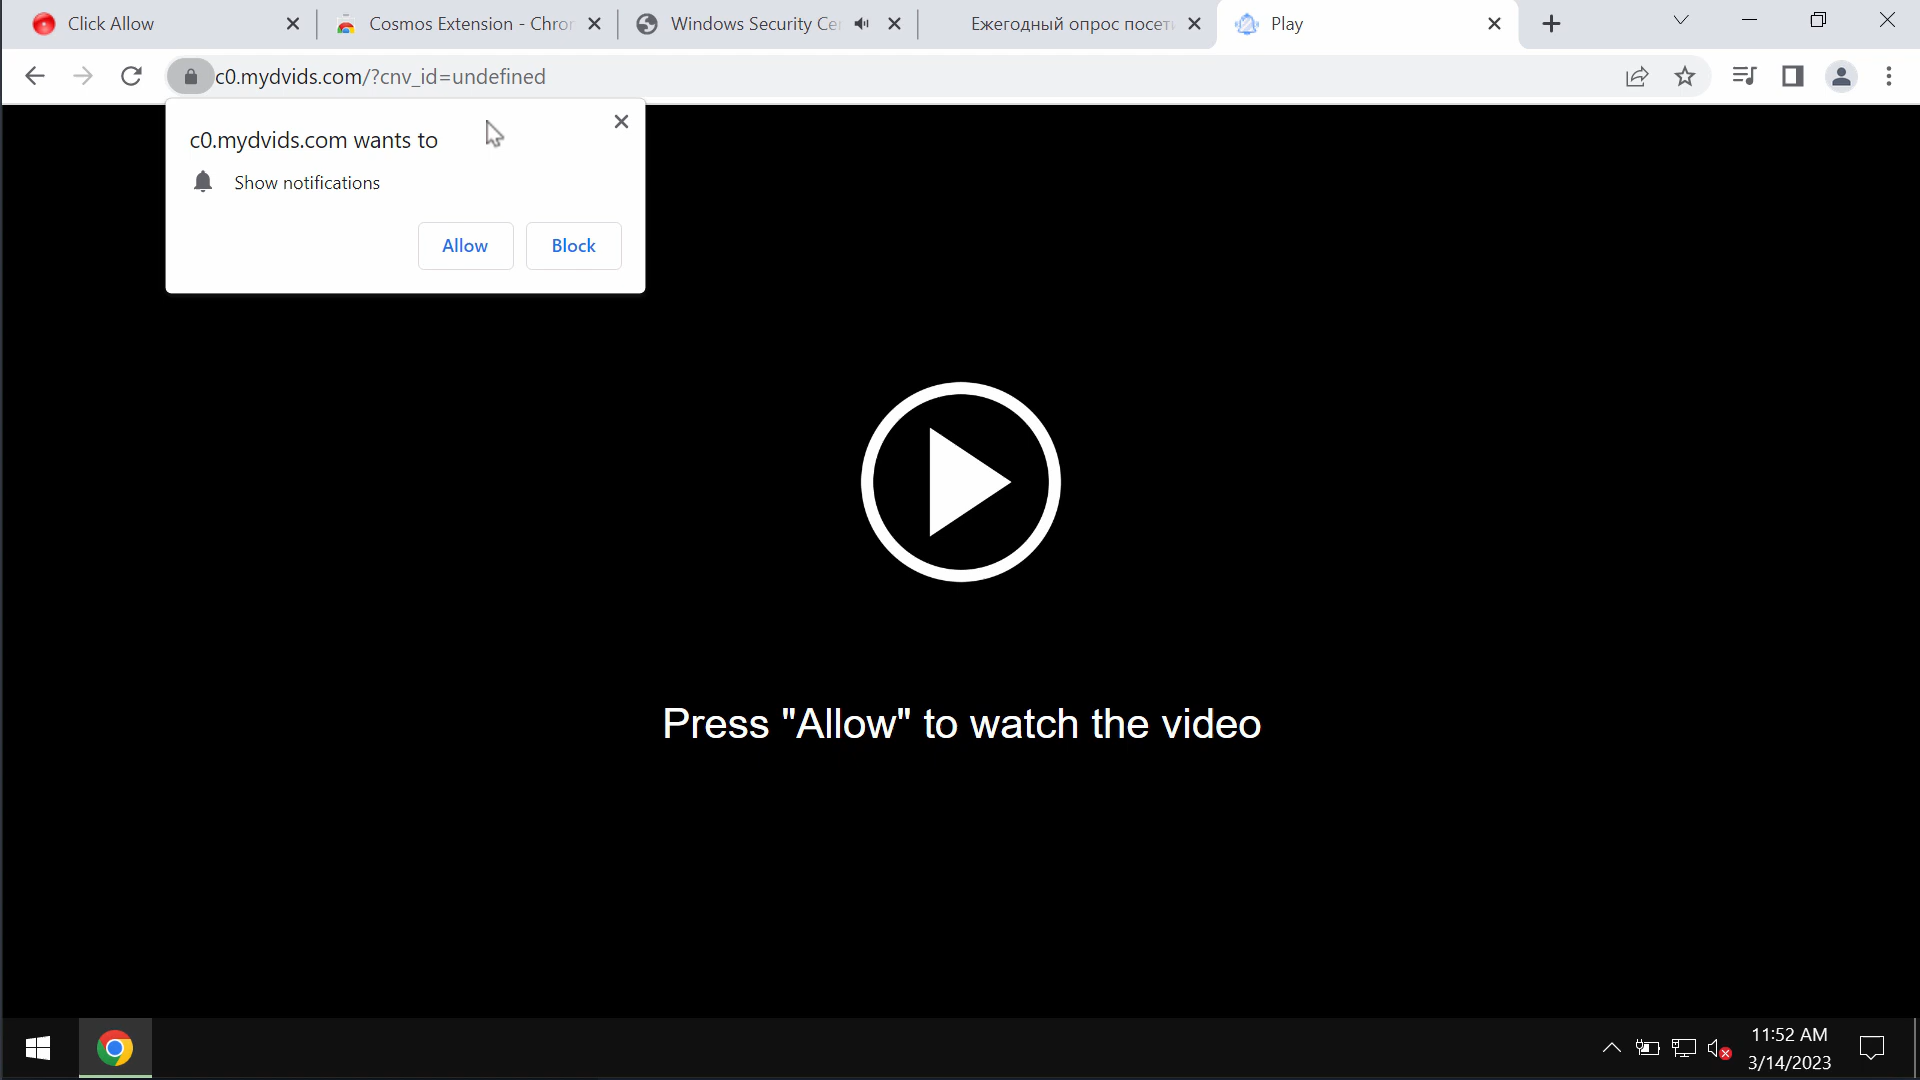 Click Allow
Cosmos Extension - Chro
Windows Security Ce
Ежегодный опрос посет
Play
c0.mydvids.com/?cnv_id=undefined
c0.mydvids.com wants to
Show notifications
Allow
Block
Press "Allow" to watch the video
11:52 AM
3/14/2023